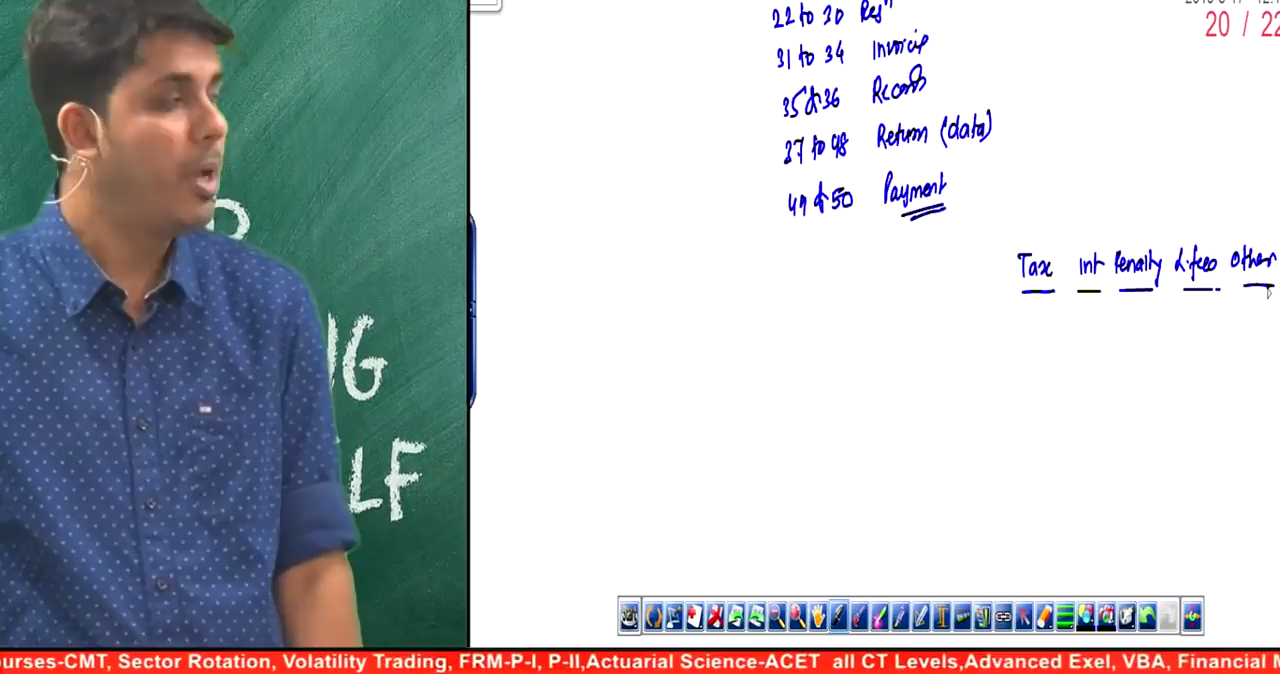 20 / 22
22 to 30 Regn
31 to 34 Invoice
35 & 36 Records
37 to 48 Return (data)
49 & 50 Payment
Tax Int Penalty L.fees Other
G
LF
ourses-CMT, Sector Rotation, Volatility Trading, FRM-P-I, P-II,Actuarial Science-ACET all CT Levels,Advanced Exel, VBA, Financial M